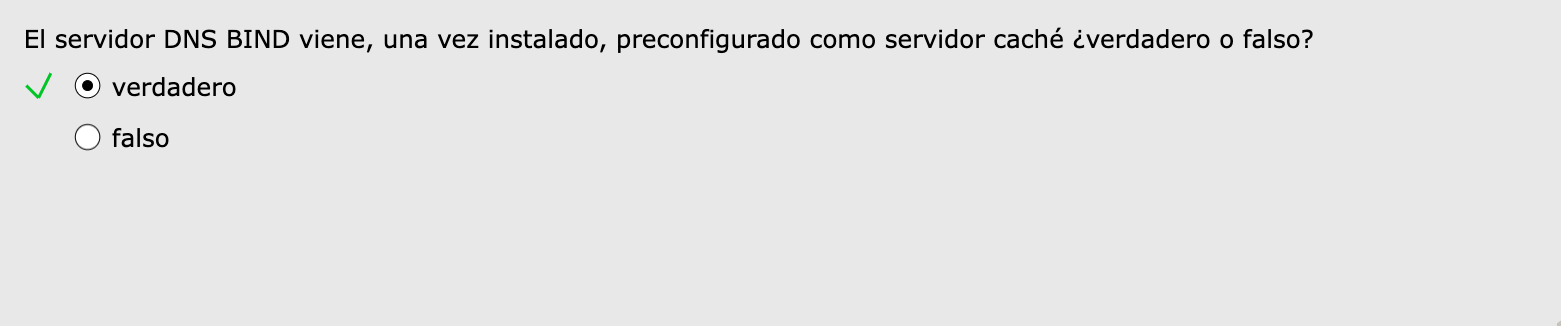 El servidor DNS BIND viene, una vez instalado, preconfigurado como servidor caché ¿verdadero o falso?
verdadero
falso